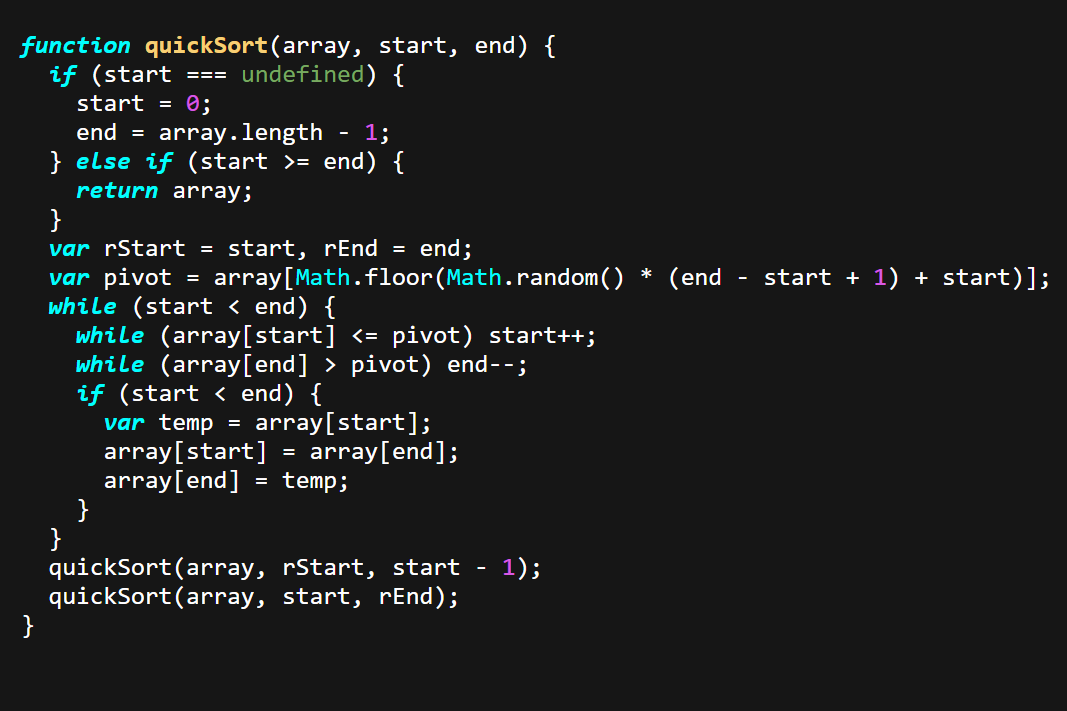 function quickSort(array, start, end) {
  if (start === undefined) {
    start = 0;
    end = array.length - 1;
  } else if (start >= end) {
    return array;
  }
  var rStart = start, rEnd = end;
  var pivot = array[Math.floor(Math.random() * (end - start + 1) + start)];
  while (start < end) {
    while (array[start] <= pivot) start++;
    while (array[end] > pivot) end--;
    if (start < end) {
      var temp = array[start];
      array[start] = array[end];
      array[end] = temp;
    }
  }
  quickSort(array, rStart, start - 1);
  quickSort(array, start, rEnd);
}